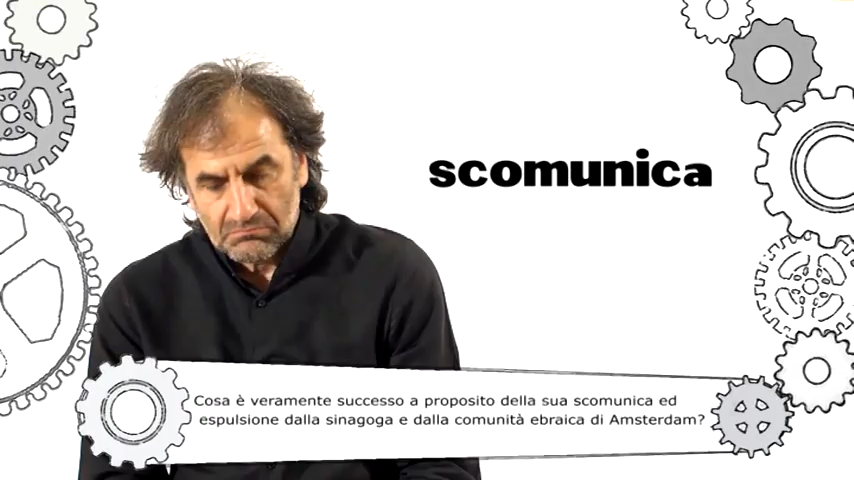 scomunica
Cosa è veramente successo a proposito della sua scomunica ed
espulsione dalla sinagoga e dalla comunità ebraica di Amsterdam?